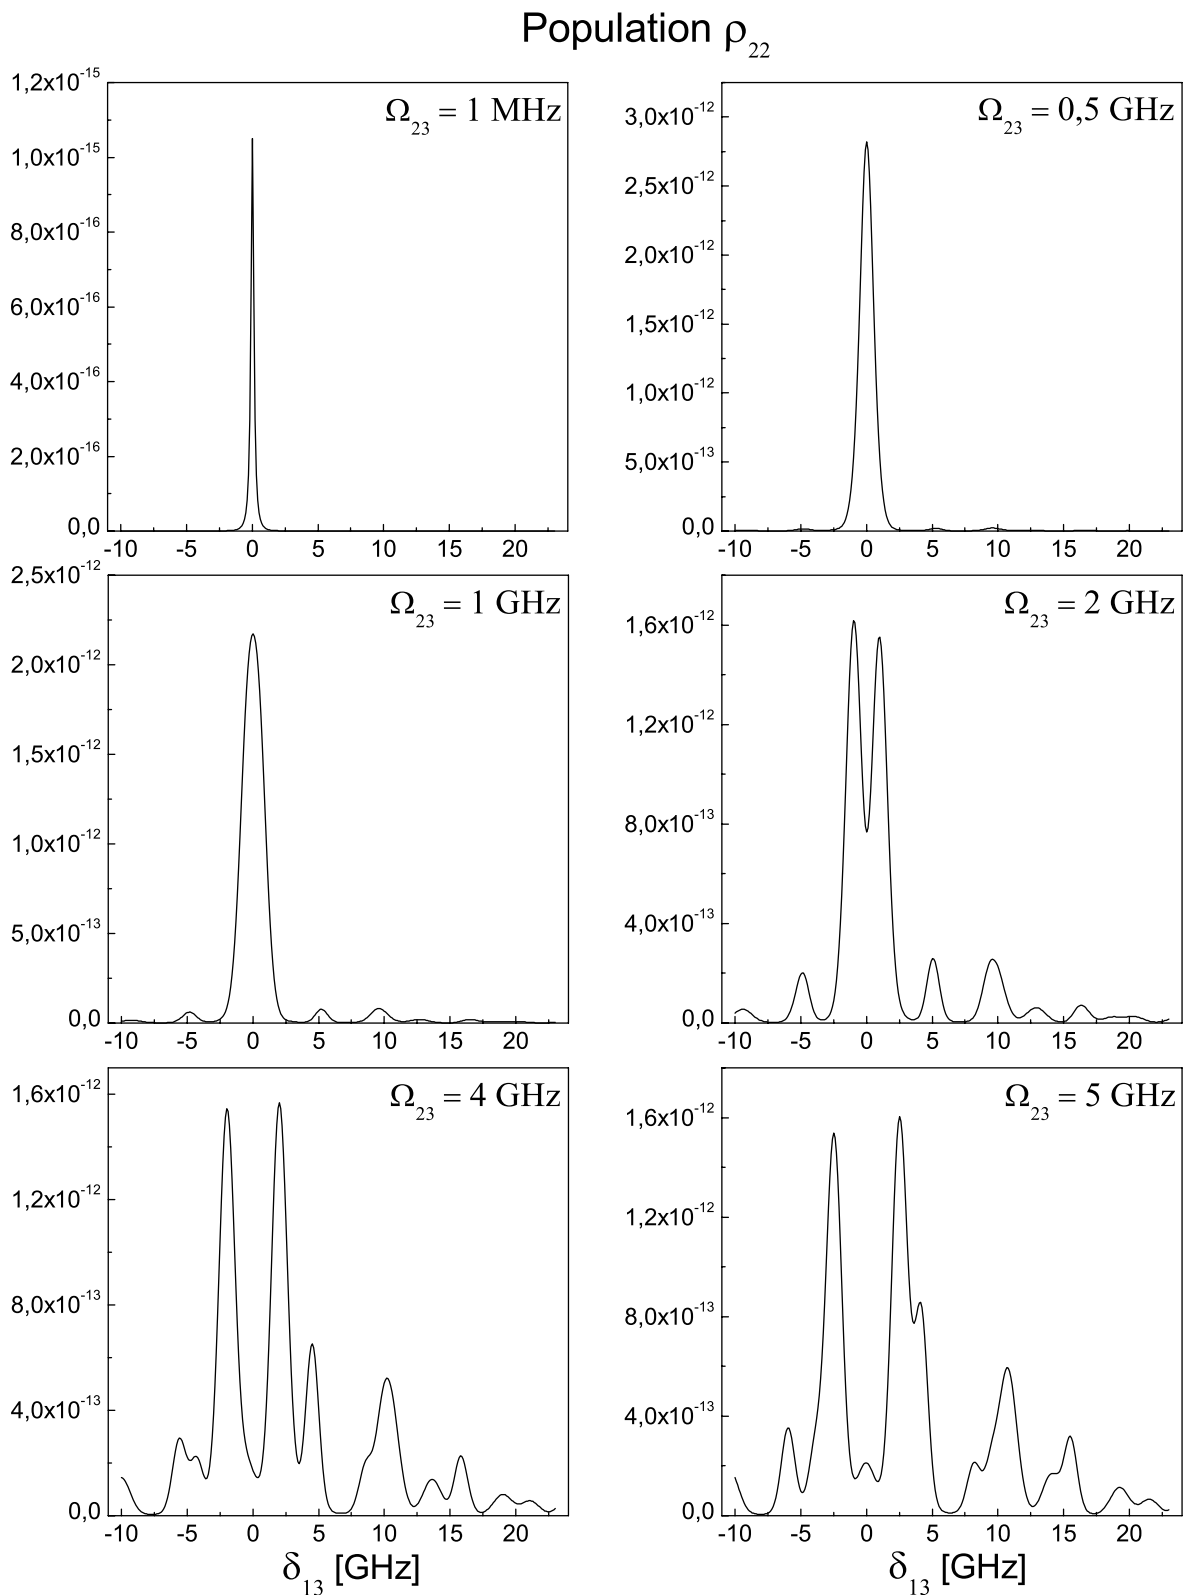 Population ρ22
Ω23 = 1 MHz
1,2x10-15
1,0x10-15
8,0x10-16
6,0x10-16
4,0x10-16
2,0x10-16
0,0
-10 -5 0 5 10 15 20
Ω23 = 0,5 GHz
3,0x10-12
2,5x10-12
2,0x10-12
1,5x10-12
1,0x10-12
5,0x10-13
0,0
-10 -5 0 5 10 15 20
Ω23 = 1 GHz
2,5x10-12
2,0x10-12
1,5x10-12
1,0x10-12
5,0x10-13
0,0
-10 -5 0 5 10 15 20
Ω23 = 2 GHz
1,6x10-12
1,2x10-12
8,0x10-13
4,0x10-13
0,0
-10 -5 0 5 10 15 20
Ω23 = 4 GHz
1,6x10-12
1,2x10-12
8,0x10-13
4,0x10-13
0,0
-10 -5 0 5 10 15 20
δ13 [GHz]
Ω23 = 5 GHz
1,6x10-12
1,2x10-12
8,0x10-13
4,0x10-13
0,0
-10 -5 0 5 10 15 20
δ13 [GHz]